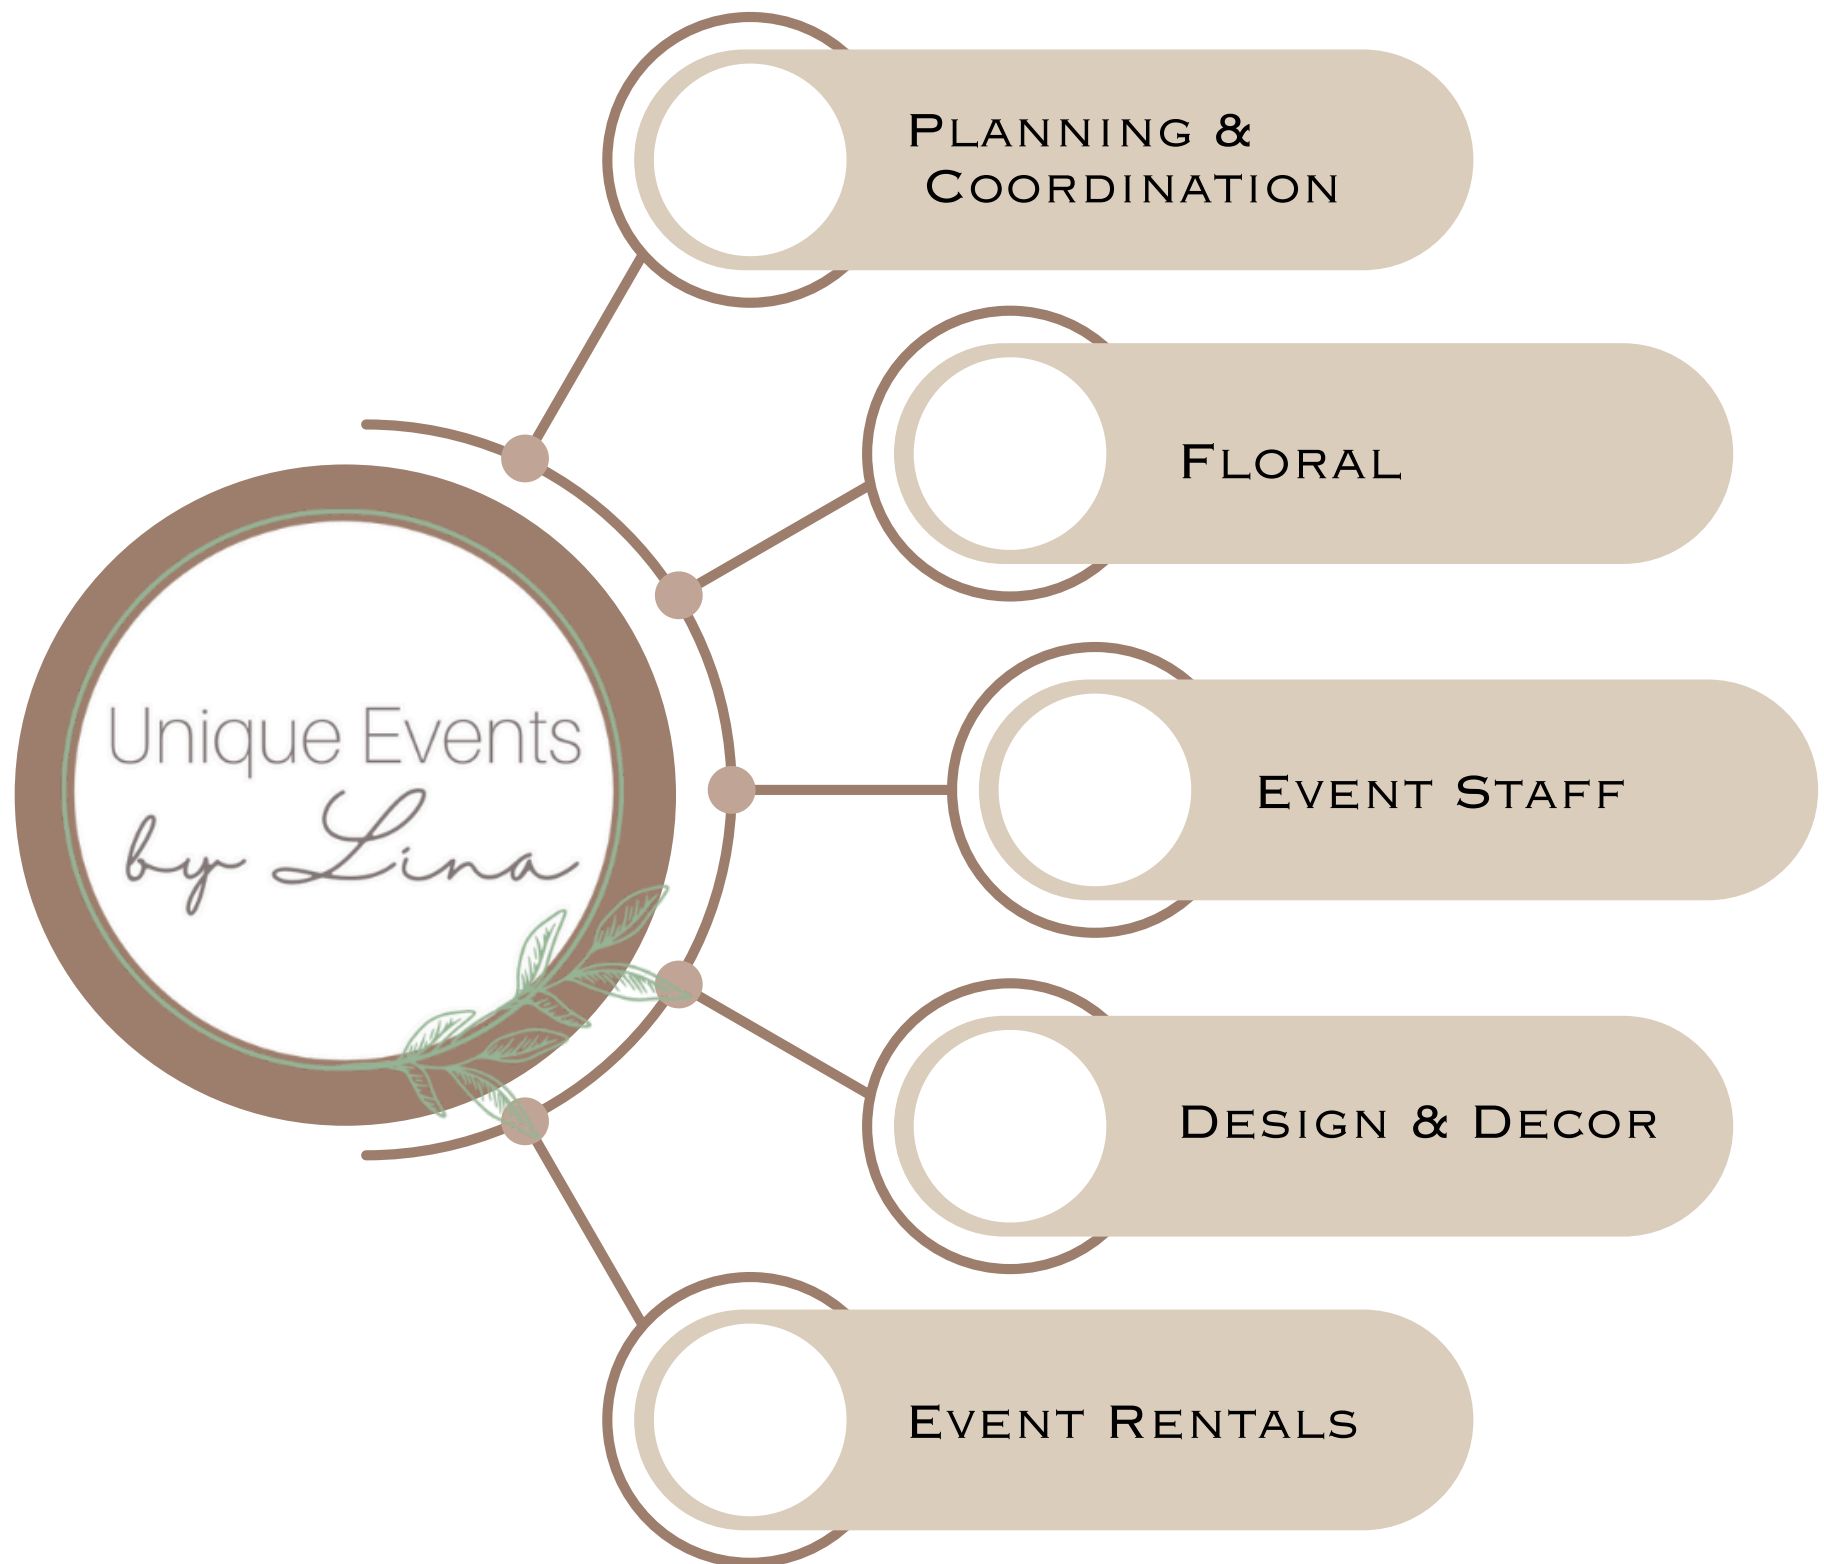 Planning &
Coordination
Floral
Unique Events
by Lina
Event Staff
Design & Decor
Event Rentals